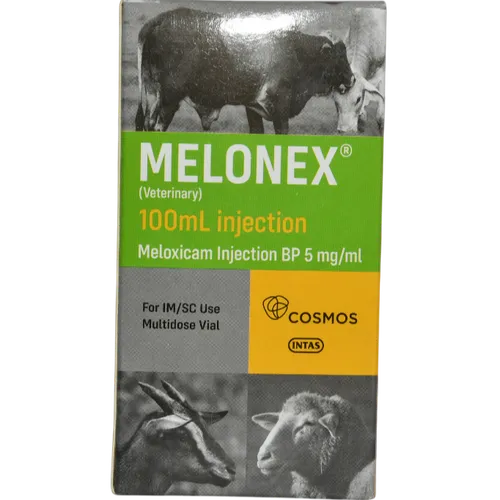 MELONEX®
(Veterinary)
100mL injection
Meloxicam Injection BP 5 mg/ml
For IM/SC Use
Multidose Vial
COSMOS
INTAS